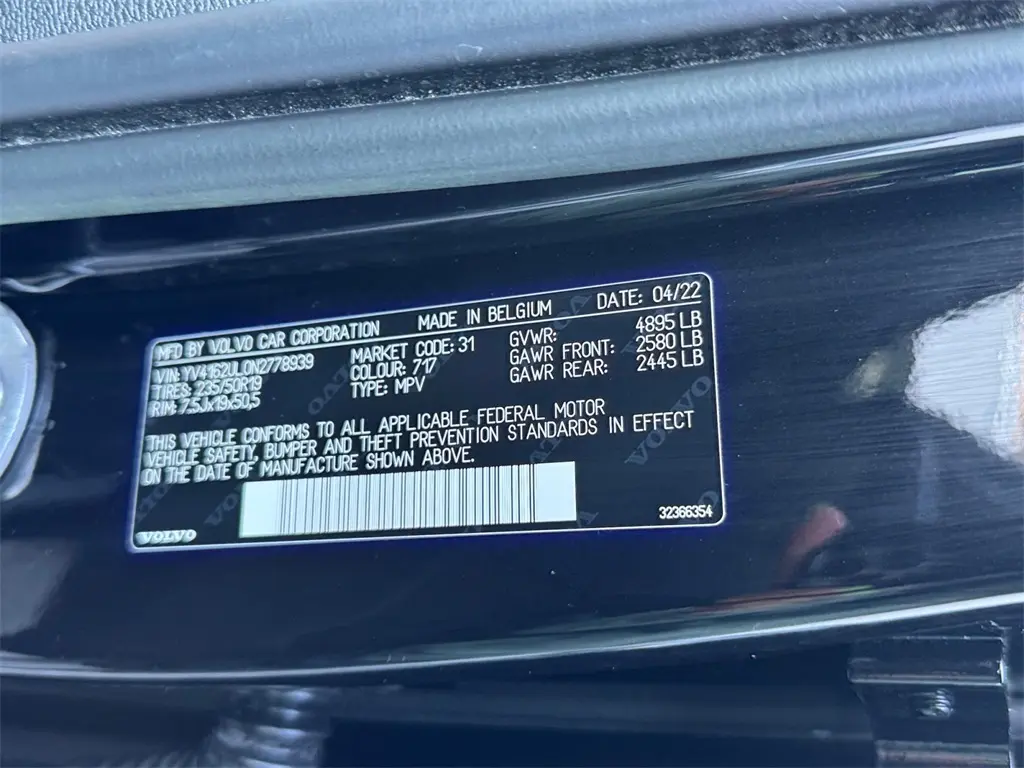 MFD BY VOLVO CAR CORPORATION MADE IN BELGIUM DATE: 04/22
VIN: YV4162UL0N2778939 MARKET CODE: 31 GVWR: 4895 LB
TIRES: 235/50R19 COLOUR: 717 GAWR FRONT: 2580 LB
RIM: 7.5Jx19x50,5 TYPE: MPV GAWR REAR: 2445 LB
THIS VEHICLE CONFORMS TO ALL APPLICABLE FEDERAL MOTOR
VEHICLE SAFETY, BUMPER AND THEFT PREVENTION STANDARDS IN EFFECT
ON THE DATE OF MANUFACTURE SHOWN ABOVE.
VOLVO 32366354